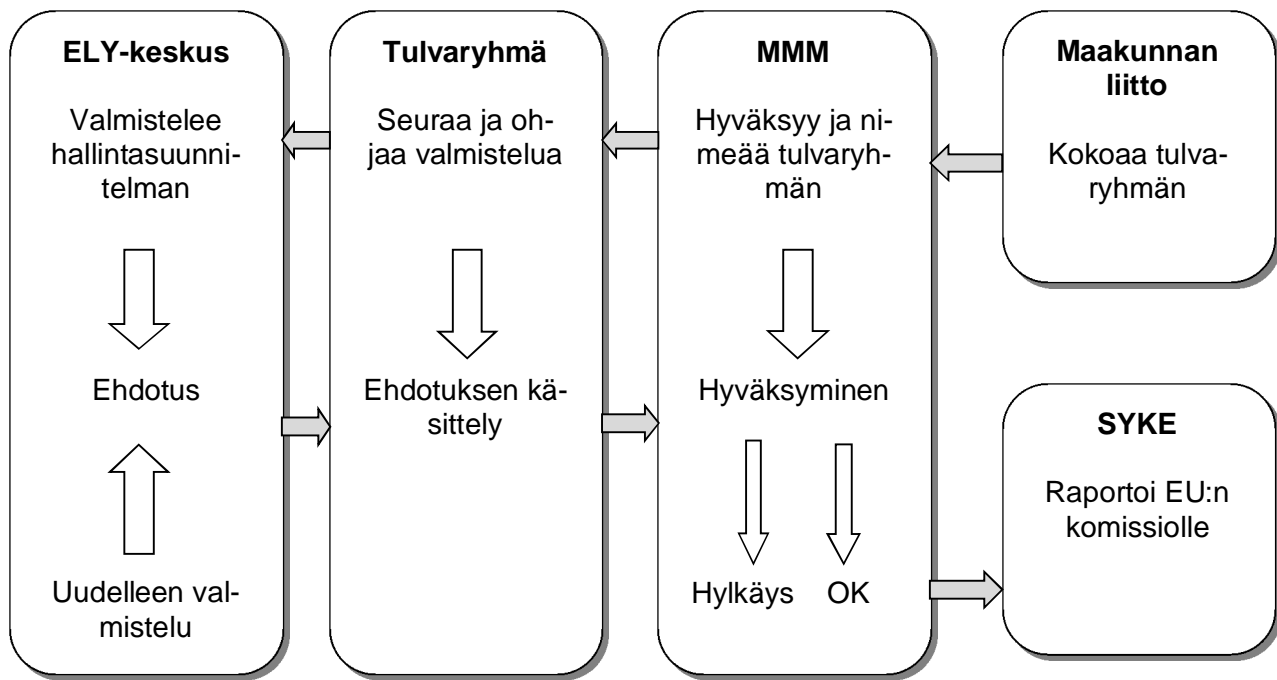 ELY-keskus
Valmistelee
hallintasuunni-
telman
Ehdotus
Uudelleen val-
mistelu
Tulvaryhmä
Seuraa ja oh-
jaa valmistelua
Ehdotuksen kä-
sittely
MMM
Hyväksyy ja ni-
meää tulvaryh-
män
Hyväksyminen
Hylkäys OK
Maakunnan
liitto
Kokoaa tulva-
ryhmän
SYKE
Raportoi EU:n
komissiolle